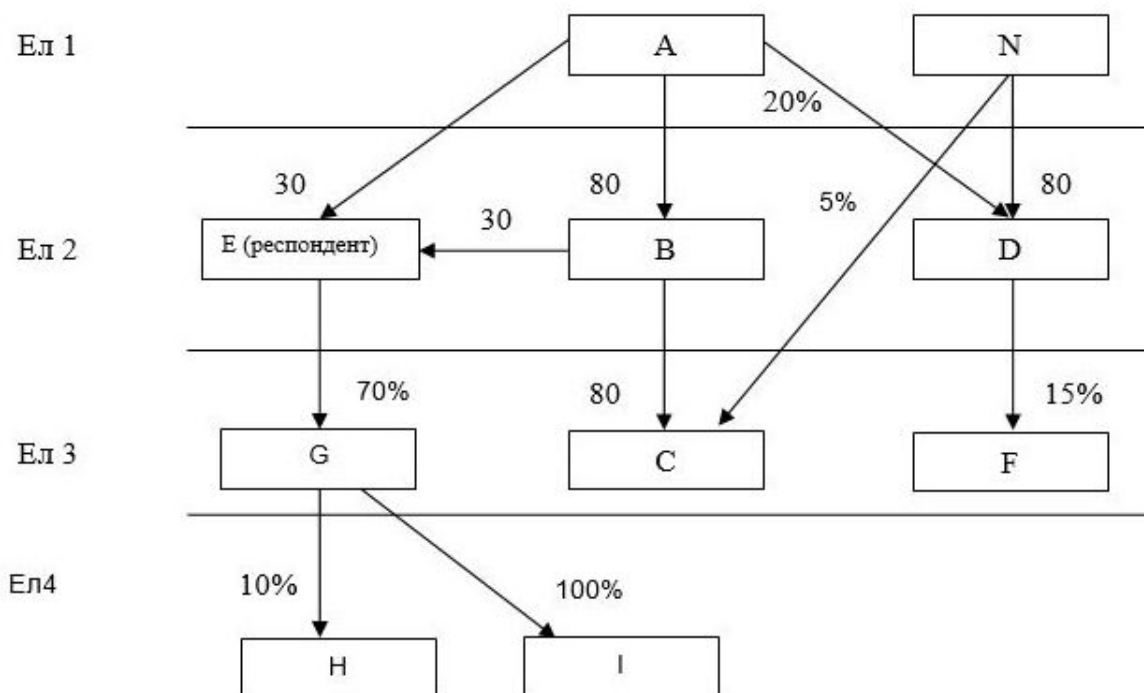 Ел 1
A
N
20%
30
80
5%
80
Ел 2
E (респондент)
30
B
D
70%
80
15%
Ел 3
G
C
F
Ел4
10%
100%
H
I